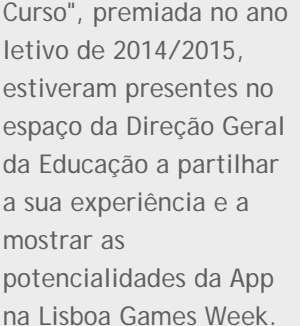 Curso", premiada no ano
letivo de 2014/2015,
estiveram presentes no
espaço da Direção Geral
da Educação a partilhar
a sua experiência e a
mostrar as
potencialidades da App
na Lisboa Games Week.